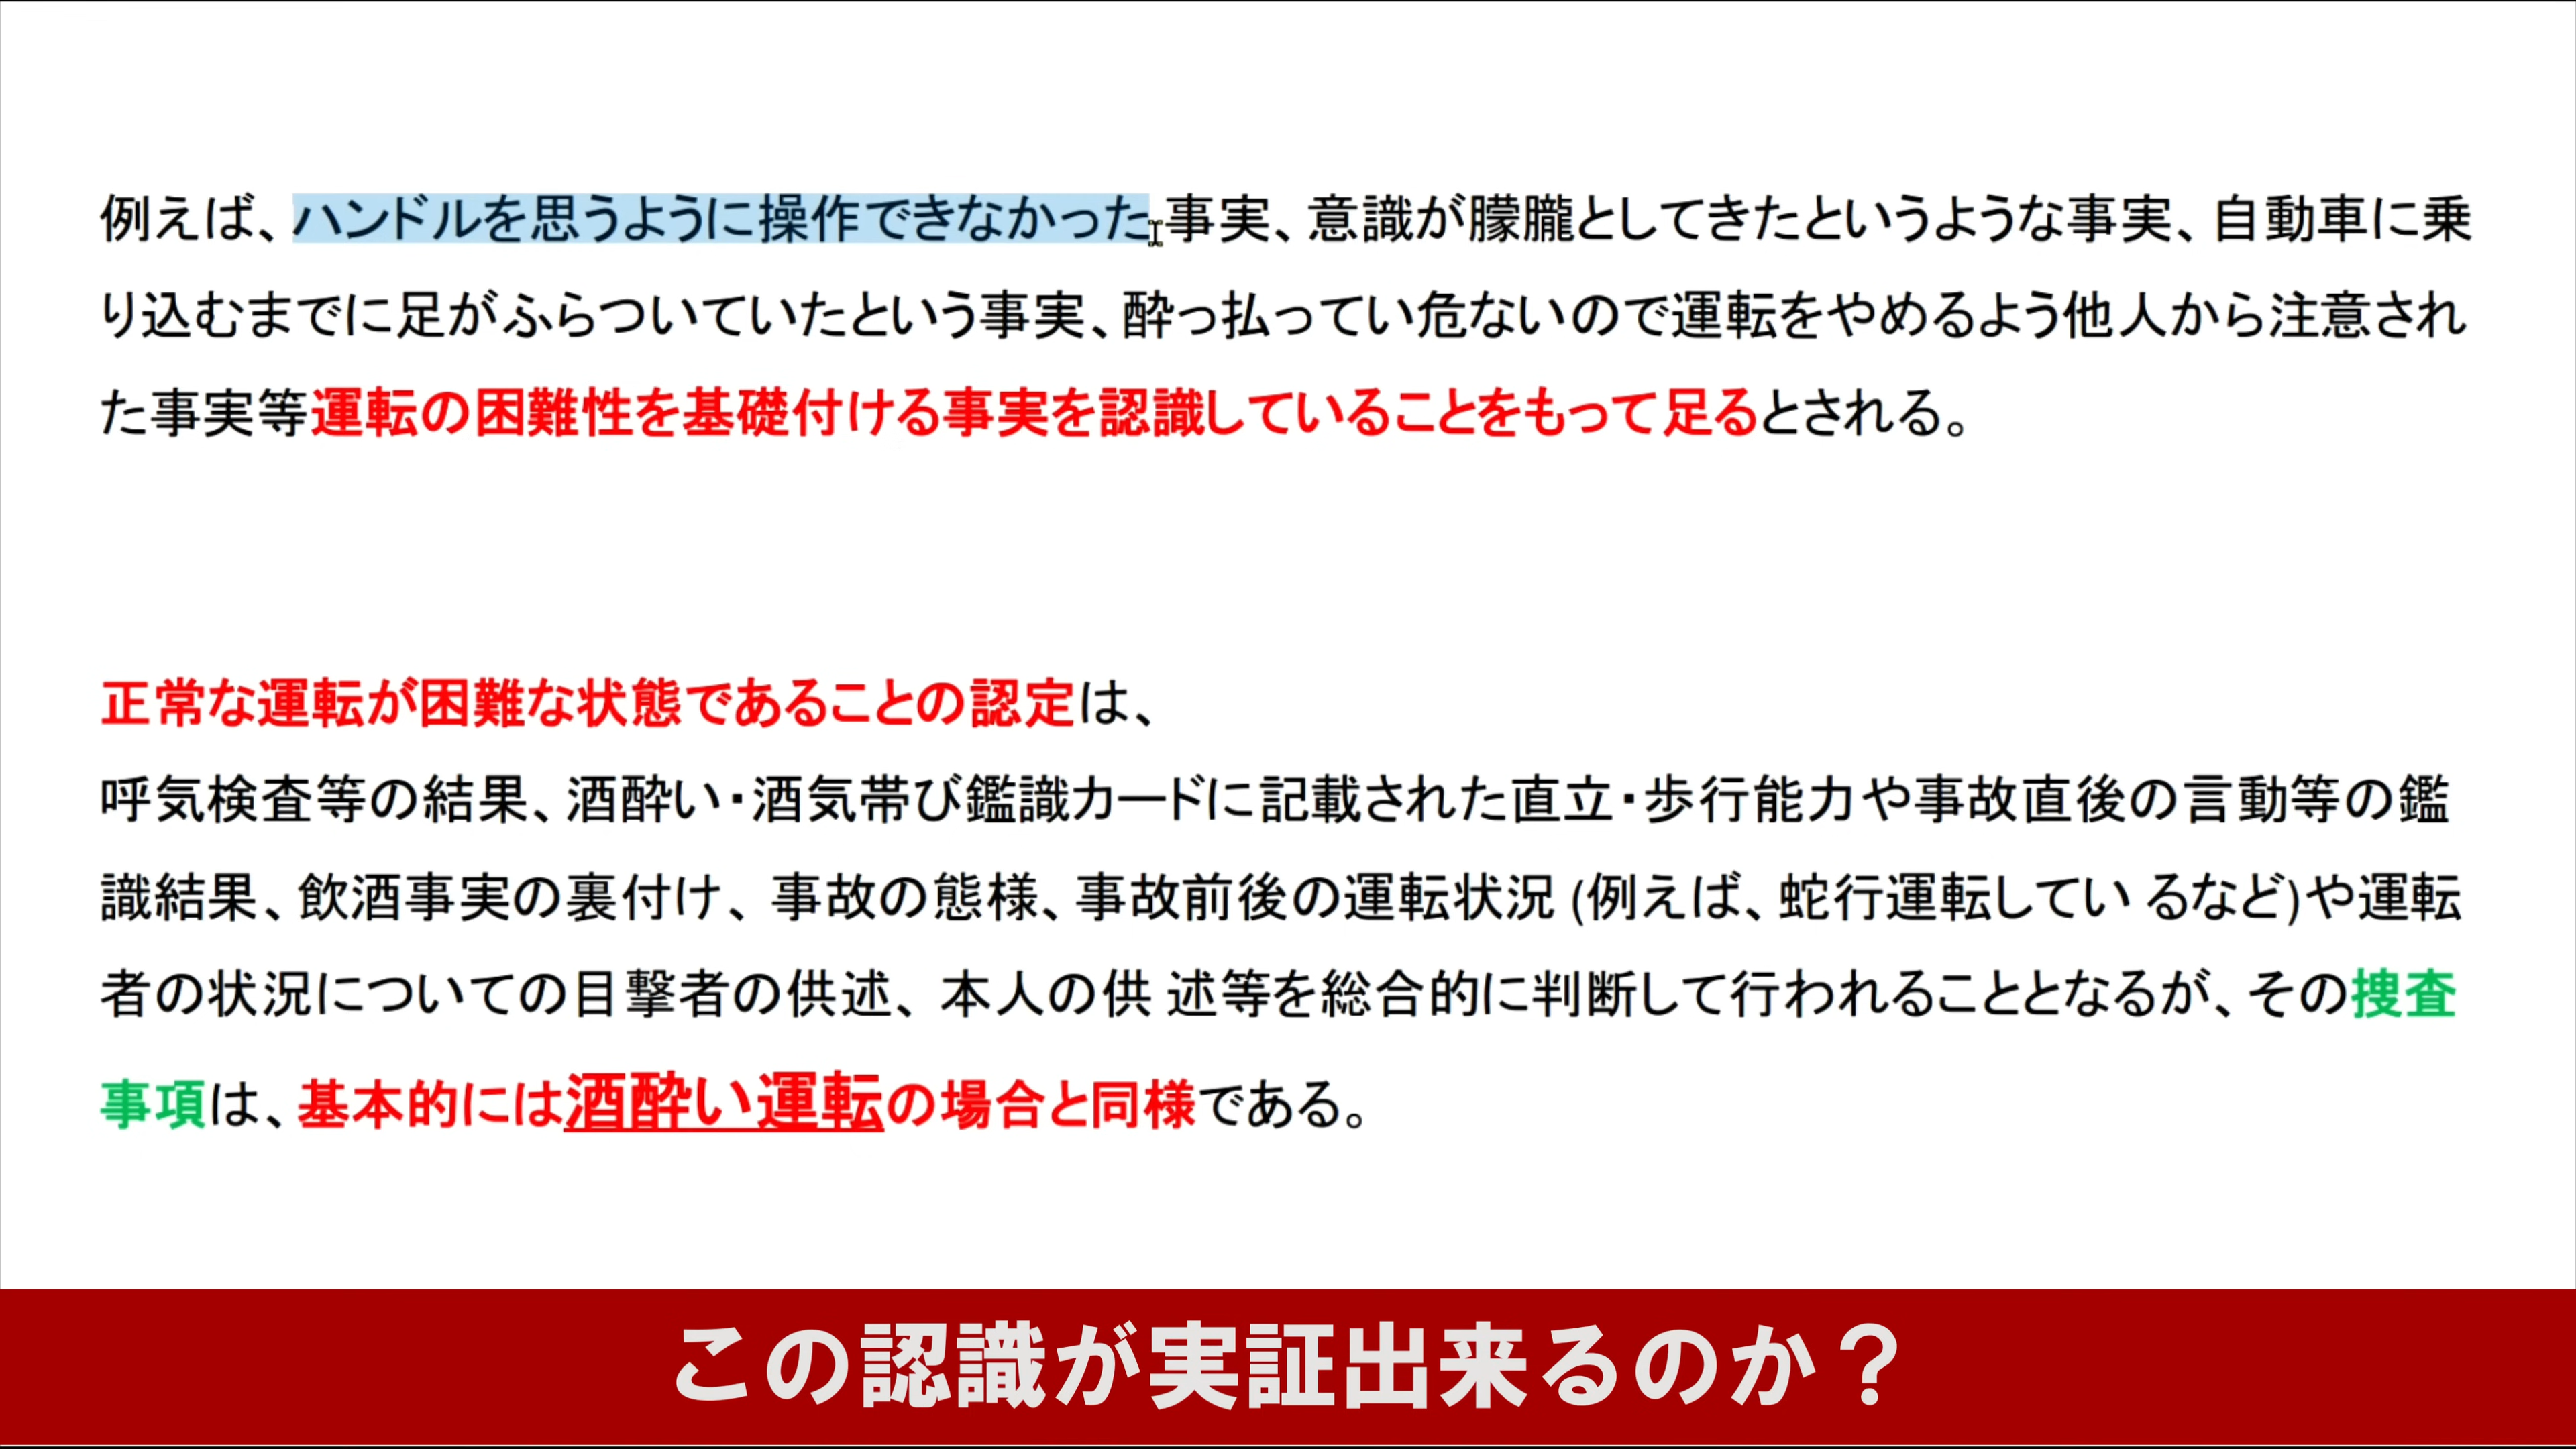 例えば、ハンドルを思うように操作できなかった事実、意識が朦朧としてきたというような事実、自動車に乗
り込むまでに足がふらついていたという事実、酔っ払ってい危ないので運転をやめるよう他人から注意され
た事実等運転の困難性を基礎付ける事実を認識していることをもって足るとされる。
正常な運転が困難な状態であることの認定は、
呼気検査等の結果、酒酔い・酒気帯び鑑識カードに記載された直立・歩行能力や事故直後の言動等の鑑
識結果、飲酒事実の裏付け、事故の態様、事故前後の運転状況 (例えば、蛇行運転してい るなど)や運転
者の状況についての目撃者の供述、本人の供 述等を総合的に判断して行われることとなるが、その捜査
事項は、基本的には酒酔い運転の場合と同様である。
この認識が実証出来るのか？